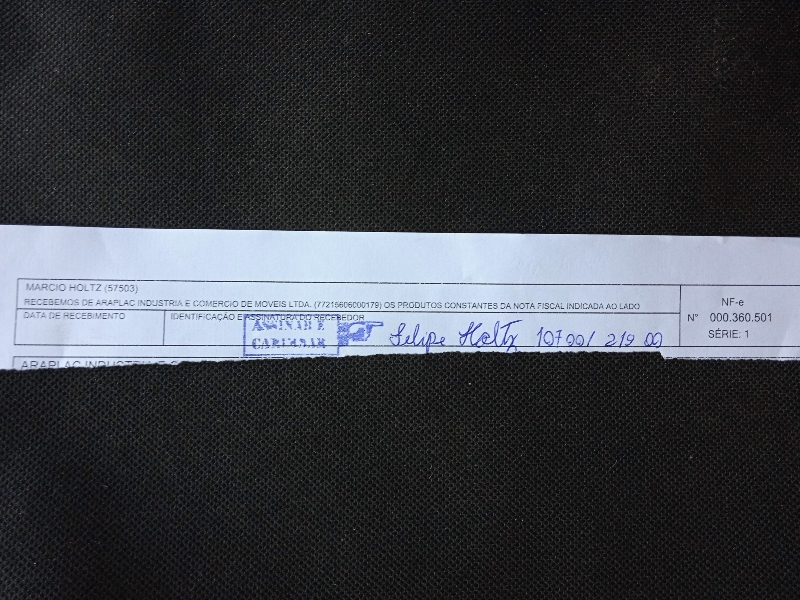 MARCIO HOLTZ (57503)
RECEBEMOS DE ARAPLAC INDUSTRIA E COMERCIO DE MOVEIS LTDA. (77215606000179) OS PRODUTOS CONSTANTES DA NOTA FISCAL INDICADA AO LADO
DATA DE RECEBIMENTO
IDENTIFICAÇÃO E ASSINATURA DO RECEBEDOR
ASSINAR E
CARIMBAR
Felipe Holtz
NF-e
N° 000.360.501
SÉRIE: 1
ARAPLAC INDUSTRIA E